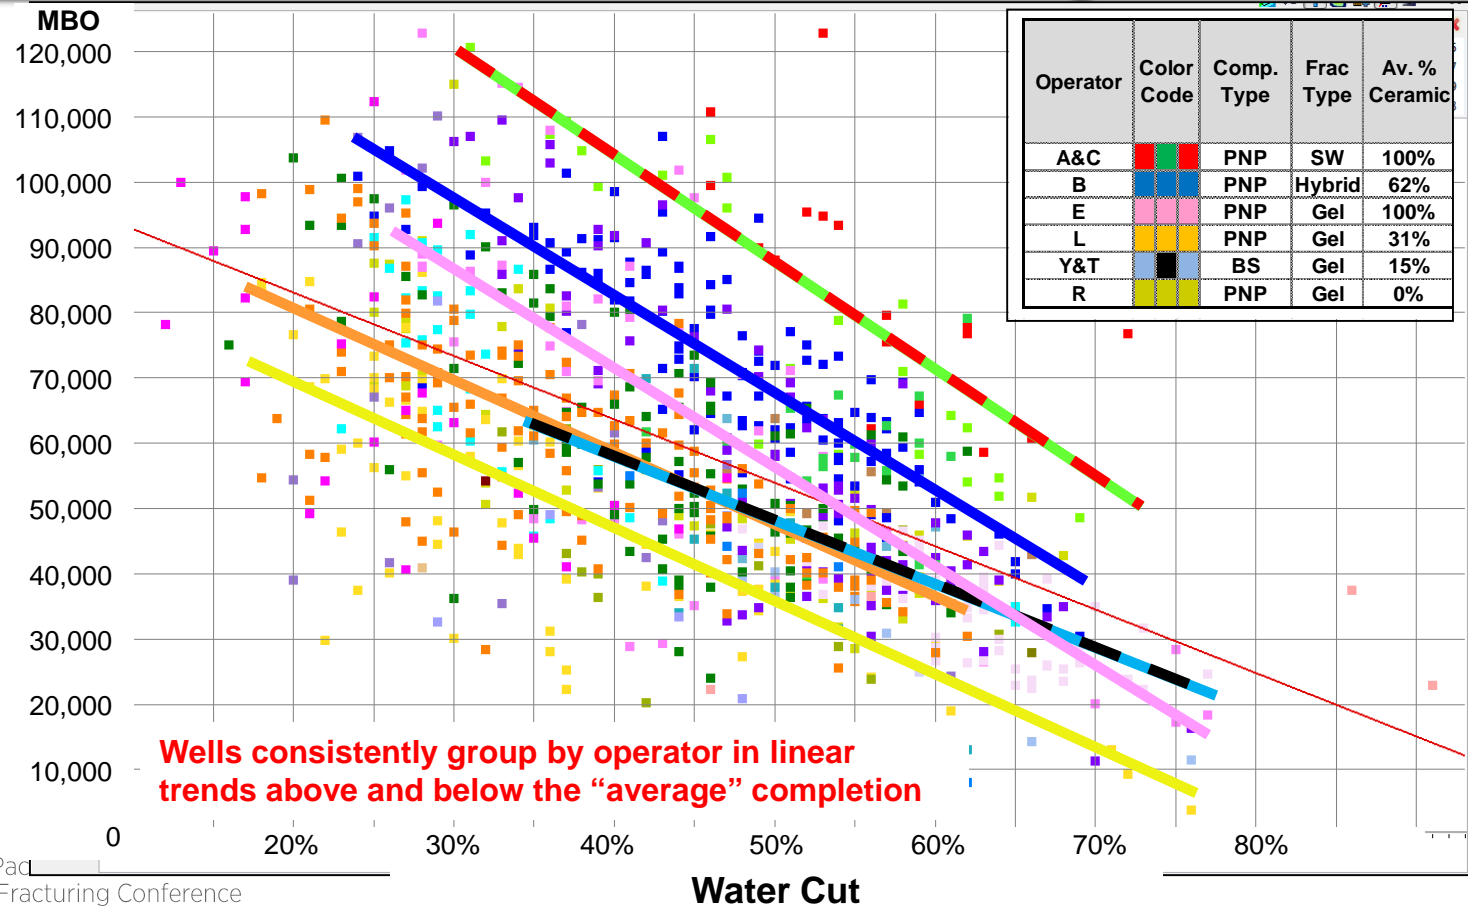 MBO
120,000
110,000
100,000
90,000
80,000
70,000
60,000
50,000
40,000
30,000
20,000
10,000
0
Operator Color Code Comp. Type Frac Type Av. % Ceramic
A&C PNP SW 100%
B PNP Hybrid 62%
E PNP Gel 100%
L PNP Gel 31%
Y&T BS Gel 15%
R PNP Gel 0%
Wells consistently group by operator in linear
trends above and below the “average” completion
20% 30% 40% 50% 60% 70% 80%
Water Cut
Fracturing Conference